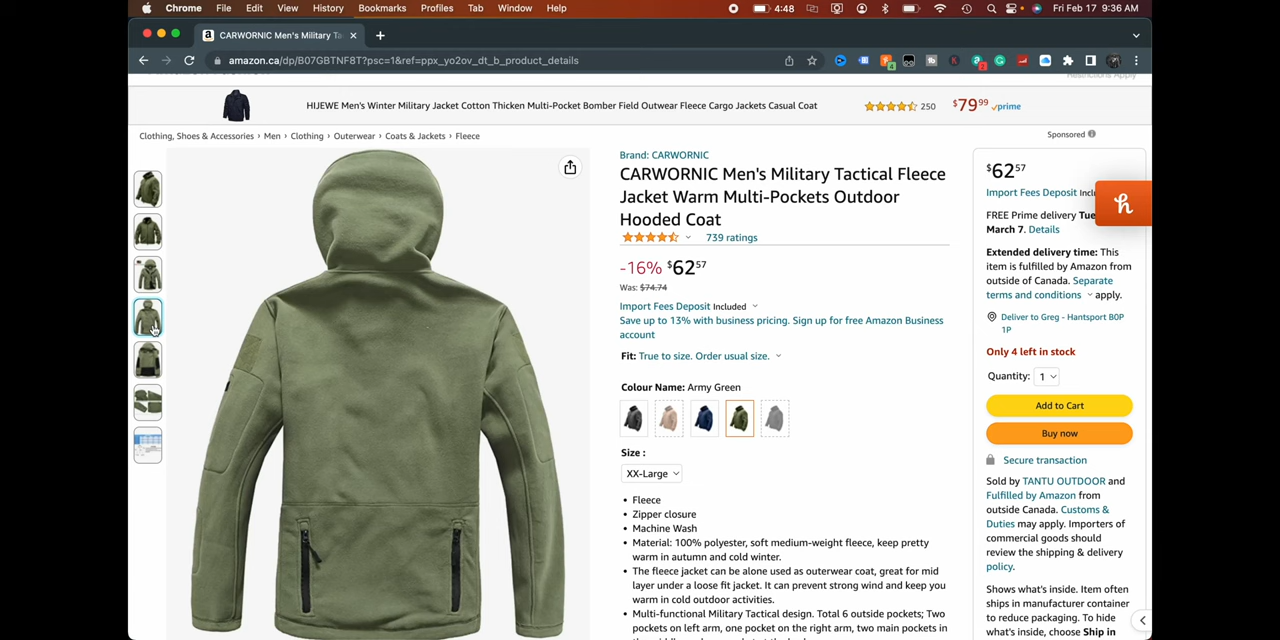 Chrome File Edit View History Bookmarks Profiles Tab Window Help 4:48 Fri Feb 17 9:36 AM
CARWORNIC Men's Military Ta
amazon.ca/dp/B07GBTNF8T?psc=1&ref=ppx_yo2ov_dt_b_product_details
Restrictions Apply
HIJEWE Men's Winter Military Jacket Cotton Thicken Multi-Pocket Bomber Field Outwear Fleece Cargo Jackets Casual Coat 250 $7999 prime
Clothing, Shoes & Accessories › Men › Clothing › Outerwear › Coats & Jackets › Fleece
Sponsored
Brand: CARWORNIC
CARWORNIC Men's Military Tactical Fleece
Jacket Warm Multi-Pockets Outdoor
Hooded Coat
739 ratings
-16% $6257
Was: $74.74
Import Fees Deposit Included
Save up to 13% with business pricing. Sign up for free Amazon Business
account
Fit: True to size. Order usual size.
Colour Name: Army Green
Size :
XX-Large
• Fleece
• Zipper closure
• Machine Wash
• Material: 100% polyester, soft medium-weight fleece, keep pretty
warm in autumn and cold winter.
• The fleece jacket can be alone used as outerwear coat, great for mid
layer under a loose fit jacket. It can prevent strong wind and keep you
warm in cold outdoor activities.
• Multi-functional Military Tactical design. Total 6 outside pockets; Two
pockets on left arm, one pocket on the right arm, two main pockets in
$6257
Import Fees Deposit Incl
h
FREE Prime delivery Tue
March 7. Details
Extended delivery time: This
item is fulfilled by Amazon from
outside of Canada. Separate
terms and conditions apply.
Deliver to Greg - Hantsport B0P
1P
Only 4 left in stock
Quantity: 1
Add to Cart
Buy now
Secure transaction
Sold by TANTU OUTDOOR and
Fulfilled by Amazon from
outside Canada. Customs &
Duties may apply. Importers of
commercial goods should
review the shipping & delivery
policy.
Shows what's inside. Item often
ships in manufacturer container
to reduce packaging. To hide
what's inside, choose Ship in